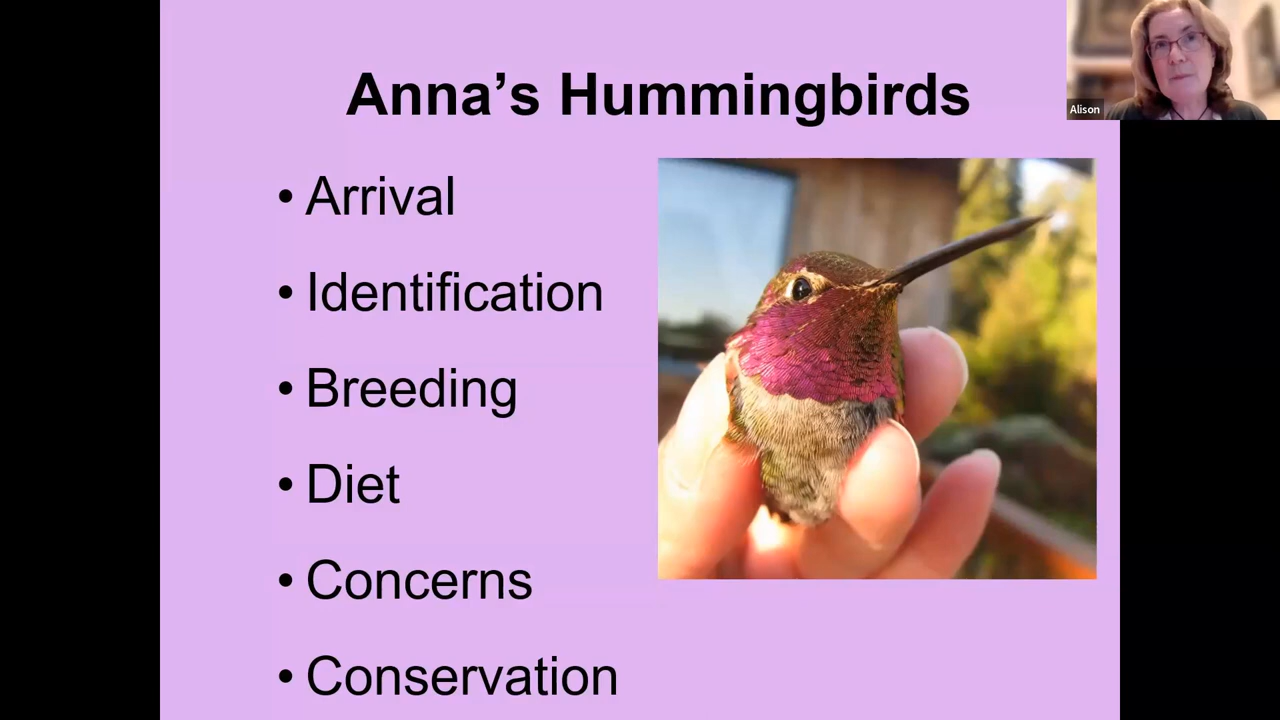 Anna's Hummingbirds
Alison
• Arrival
• Identification
• Breeding
• Diet
• Concerns
• Conservation